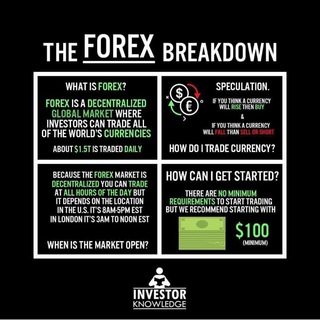 THE FOREX BREAKDOWN
WHAT IS FOREX?
FOREX IS A DECENTRALIZED
GLOBAL MARKET WHERE
INVESTORS CAN TRADE ALL
OF THE WORLD'S CURRENCIES
ABOUT $1.5T IS TRADED DAILY
SPECULATION.
IF YOU THINK A CURRENCY
WILL RISE THEN BUY
&
IF YOU THINK A CURRENCY
WILL FALL THAN SELL OR SHORT
HOW DO I TRADE CURRENCY?
BECAUSE THE FOREX MARKET IS
DECENTRALIZED YOU CAN TRADE
AT ALL HOURS OF THE DAY BUT
IT DEPENDS ON THE LOCATION
IN THE U.S. IT'S 8AM-5PM EST
IN LONDON IT'S 3AM TO NOON EST
WHEN IS THE MARKET OPEN?
HOW CAN I GET STARTED?
THERE ARE NO MINIMUM
REQUIREMENTS TO START TRADING
BUT WE RECOMMEND STARTING WITH
$100
(MINIMUM)
INVESTOR
KNOWLEDGE